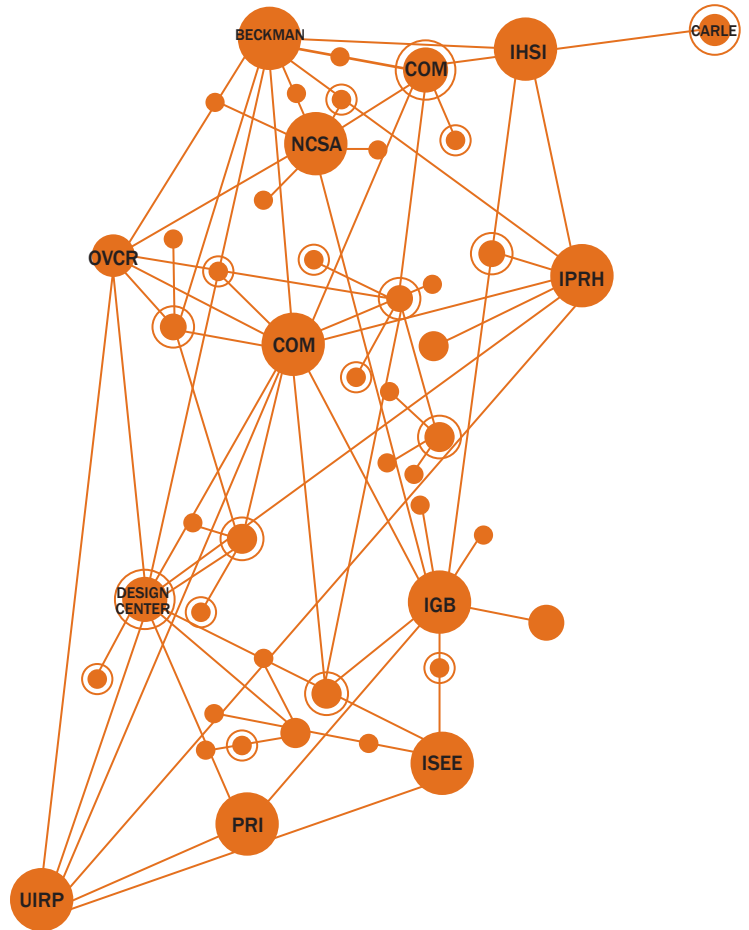 BECKMAN
CARLE
IHSI
COM
NCSA
OVCR
IPRH
COM
DESIGN
CENTER
IGB
ISEE
PRI
UIRP